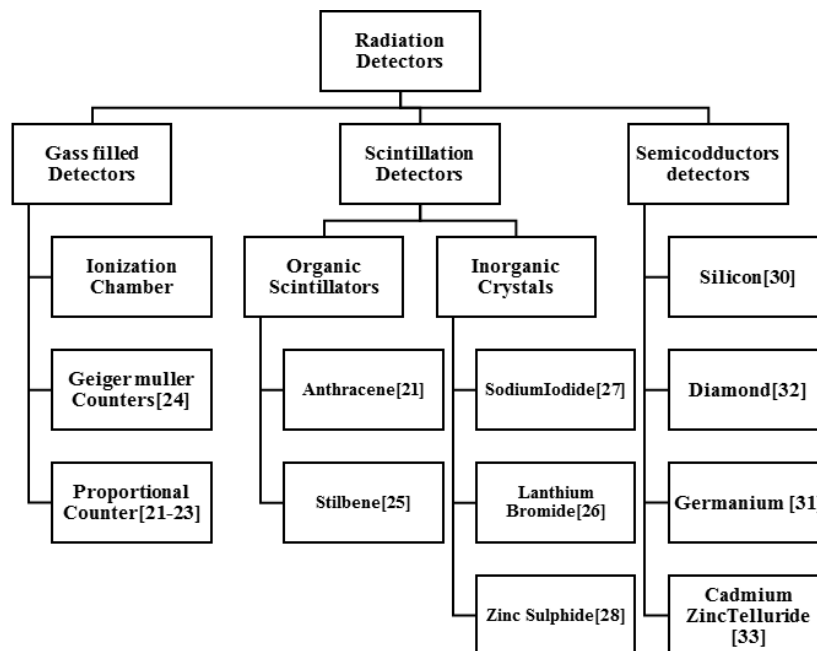 Radiation
Detectors
Gass filled
Detectors
Scintillation
Detectors
Semicodductors
detectors
Ionization
Chamber
Organic
Scintillators
Inorganic
Crystals
Silicon[30]
Geiger muller
Counters[24]
Anthracene[21]
SodiumIodide[27]
Diamond[32]
Proportional
Counter[21-23]
Stilbene[25]
Lanthium
Bromide[26]
Germanium [31]
Zinc Sulphide[28]
Cadmium
ZincTelluride
[33]